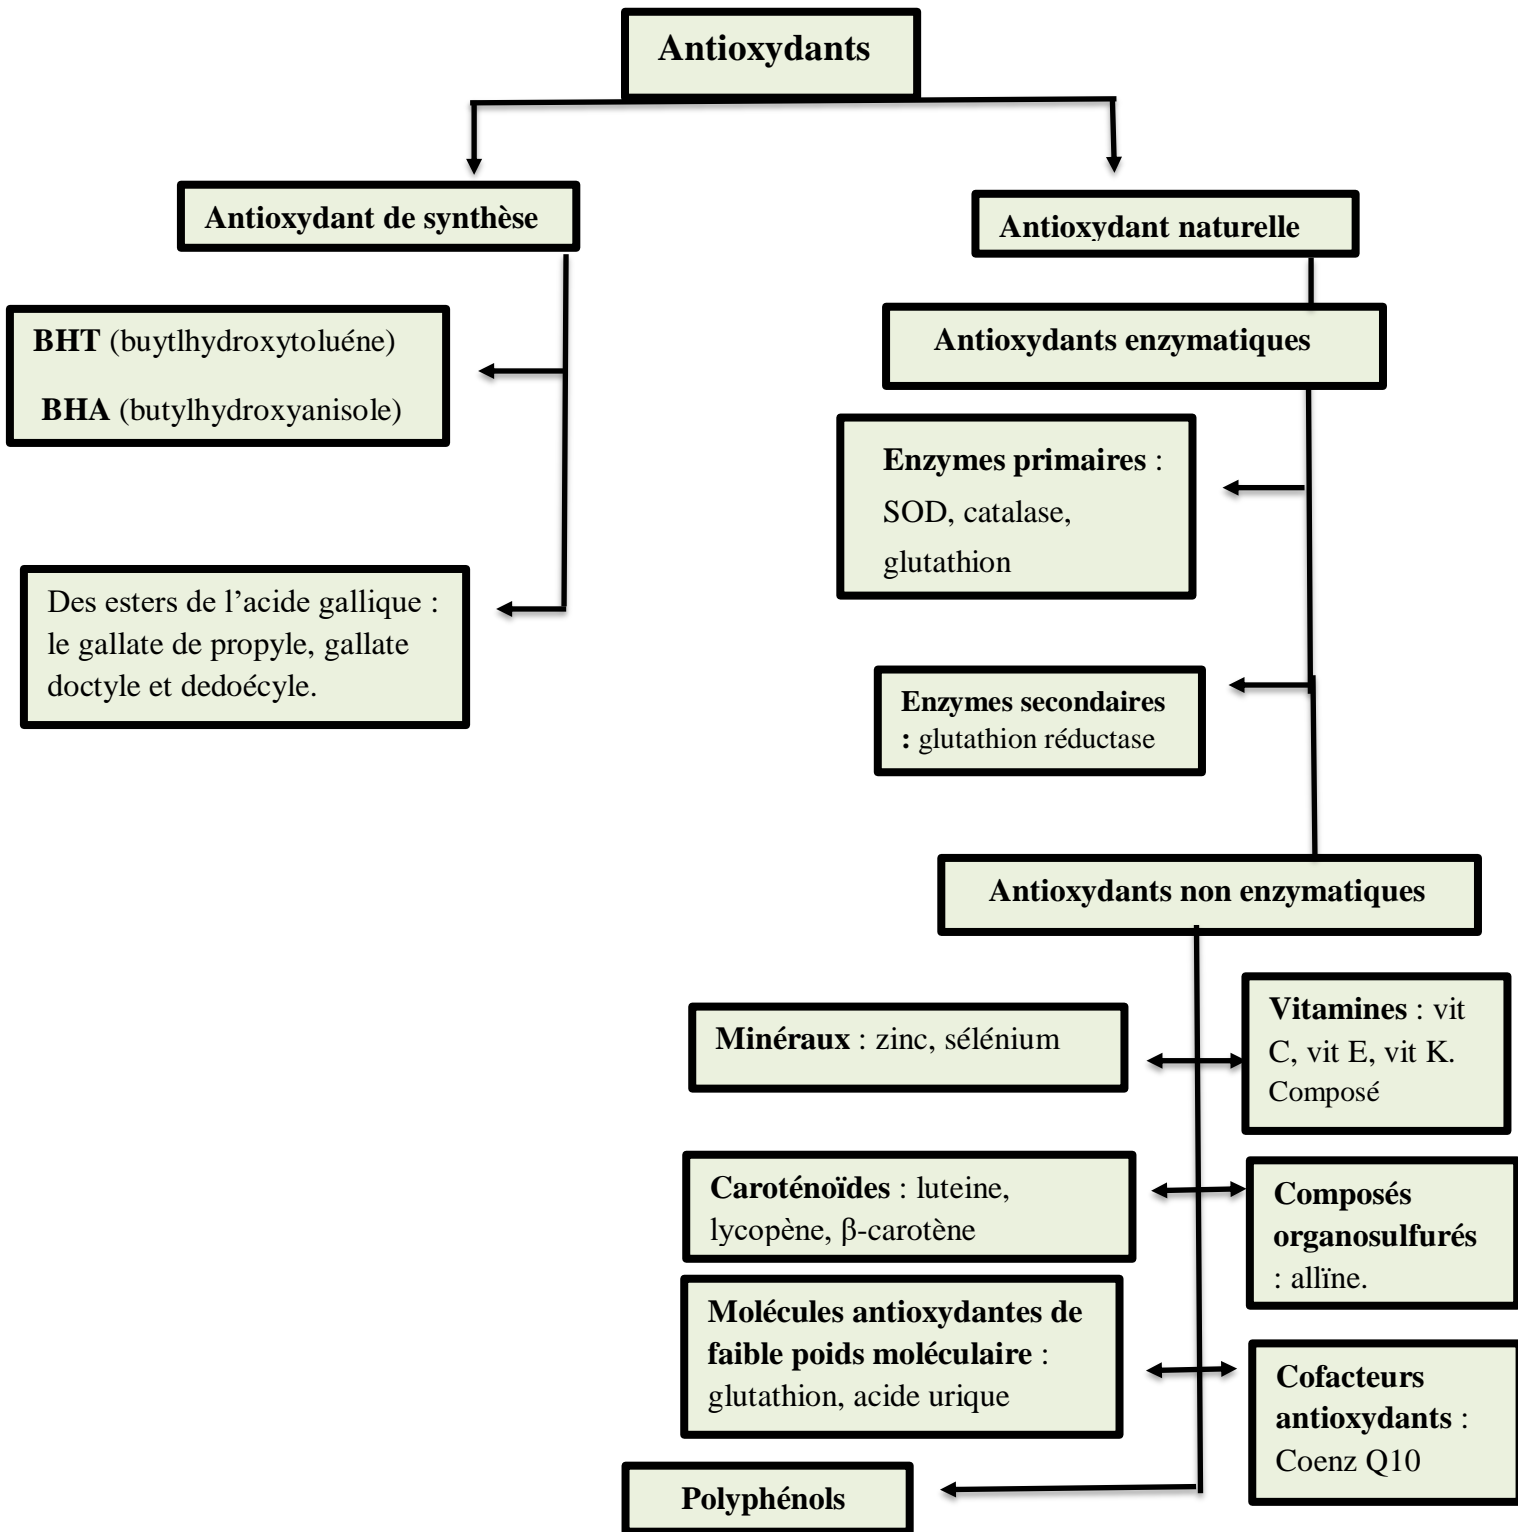 Antioxydants
Antioxydant de synthèse
Antioxydant naturelle
BHT (buytlhydroxytoluéne)
BHA (butylhydroxyanisole)
Antioxydants enzymatiques
Enzymes primaires :
SOD, catalase,
glutathion
Des esters de l’acide gallique :
le gallate de propyle, gallate
doctyle et dedoécyle.
Enzymes secondaires
: glutathion réductase
Antioxydants non enzymatiques
Minéraux : zinc, sélénium
Vitamines : vit
C, vit E, vit K.
Composé
Caroténoïdes : luteine,
lycopène, β-carotène
Composés
organosulfurés
: allïne.
Molécules antioxydantes de
faible poids moléculaire :
glutathion, acide urique
Cofacteurs
antioxydants :
Coenz Q10
Polyphénols